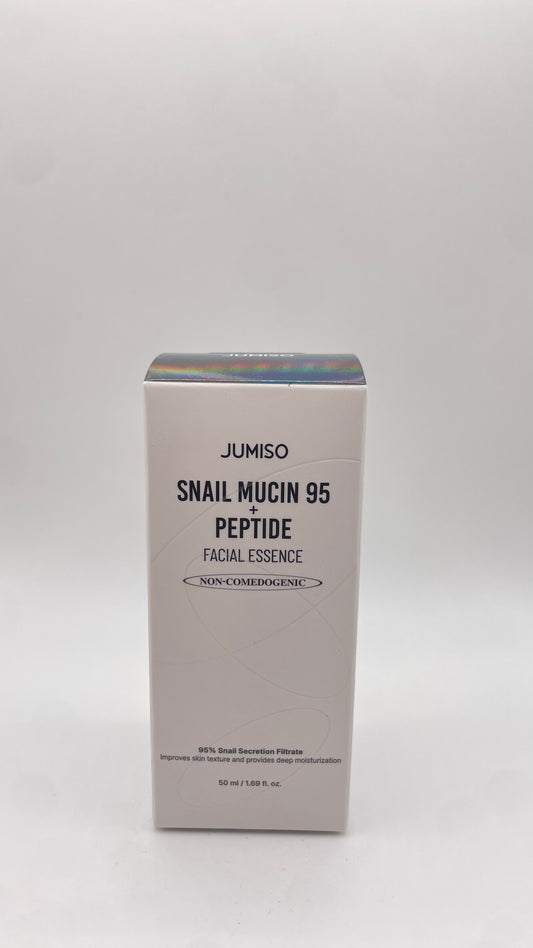 JUMISO
JUMISO
SNAIL MUCIN 95
+
PEPTIDE
FACIAL ESSENCE
NON-COMEDOGENIC
95% Snail Secretion Filtrate
Improves skin texture and provides deep moisturization
50 ml / 1.69 fl. oz.